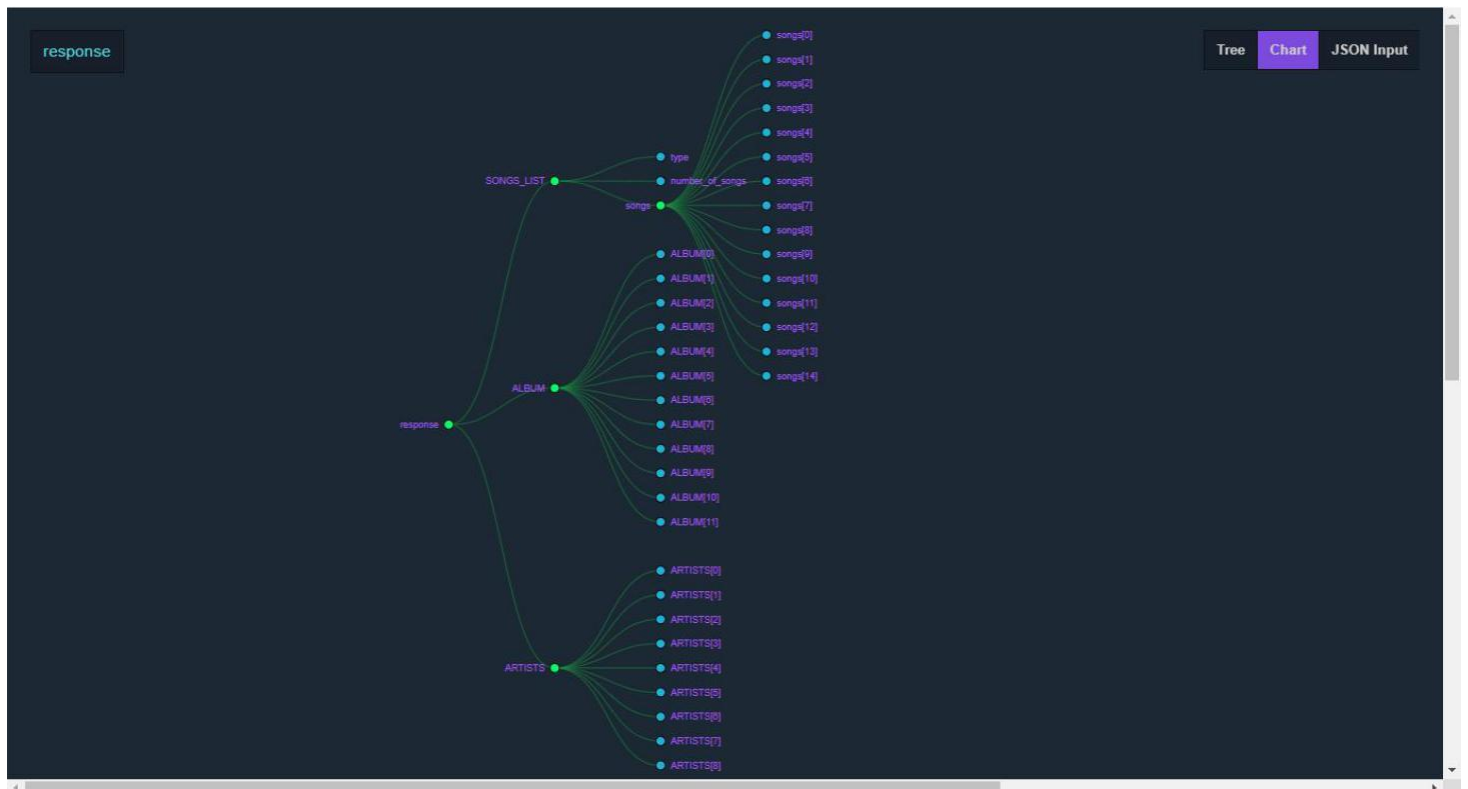 response
Tree Chart JSON Input
SONGS_LIST
type
number_of_songs
songs
songs[0]
songs[1]
songs[2]
songs[3]
songs[4]
songs[5]
songs[6]
songs[7]
songs[8]
songs[9]
songs[10]
songs[11]
songs[12]
songs[13]
songs[14]
response
ALBUM
ALBUM[0]
ALBUM[1]
ALBUM[2]
ALBUM[3]
ALBUM[4]
ALBUM[5]
ALBUM[6]
ALBUM[7]
ALBUM[8]
ALBUM[9]
ALBUM[10]
ALBUM[11]
ARTISTS
ARTISTS[0]
ARTISTS[1]
ARTISTS[2]
ARTISTS[3]
ARTISTS[4]
ARTISTS[5]
ARTISTS[6]
ARTISTS[7]
ARTISTS[8]